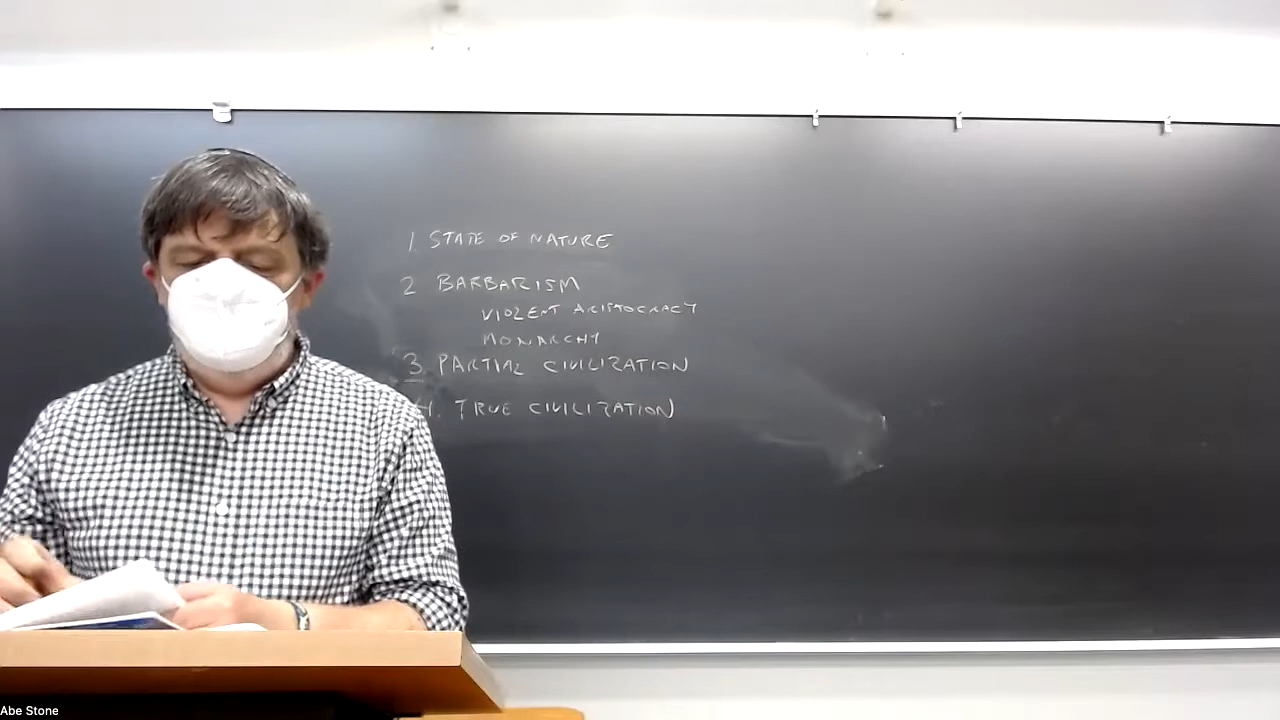 1. STATE OF NATURE
2 BARBARISM
VIOLENT ARISTOCRACY
MONARCHY
3. PARTIAL CIVILIZATION
4. TRUE CIVILIZATION
Abe Stone